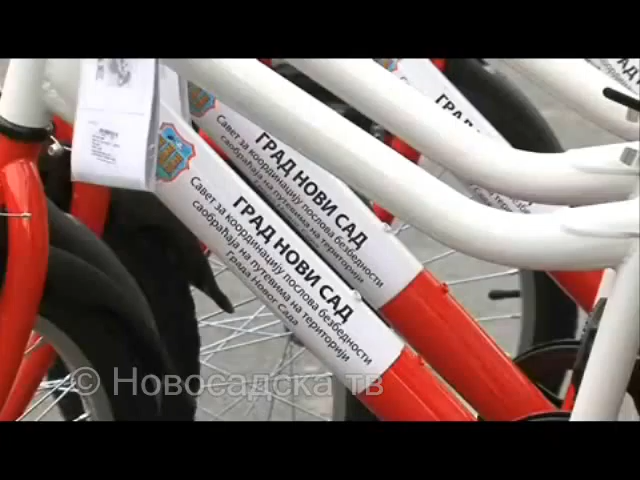 ГРАД НОВИ САД
Савет за координацију послова безбедности
саобраћаја на путевима на територији
ГРАД НОВИ САД
Савет за координацију послова безбедности
саобраћаја на путевима на територији
Града Новог Сада
© Новосадска тв